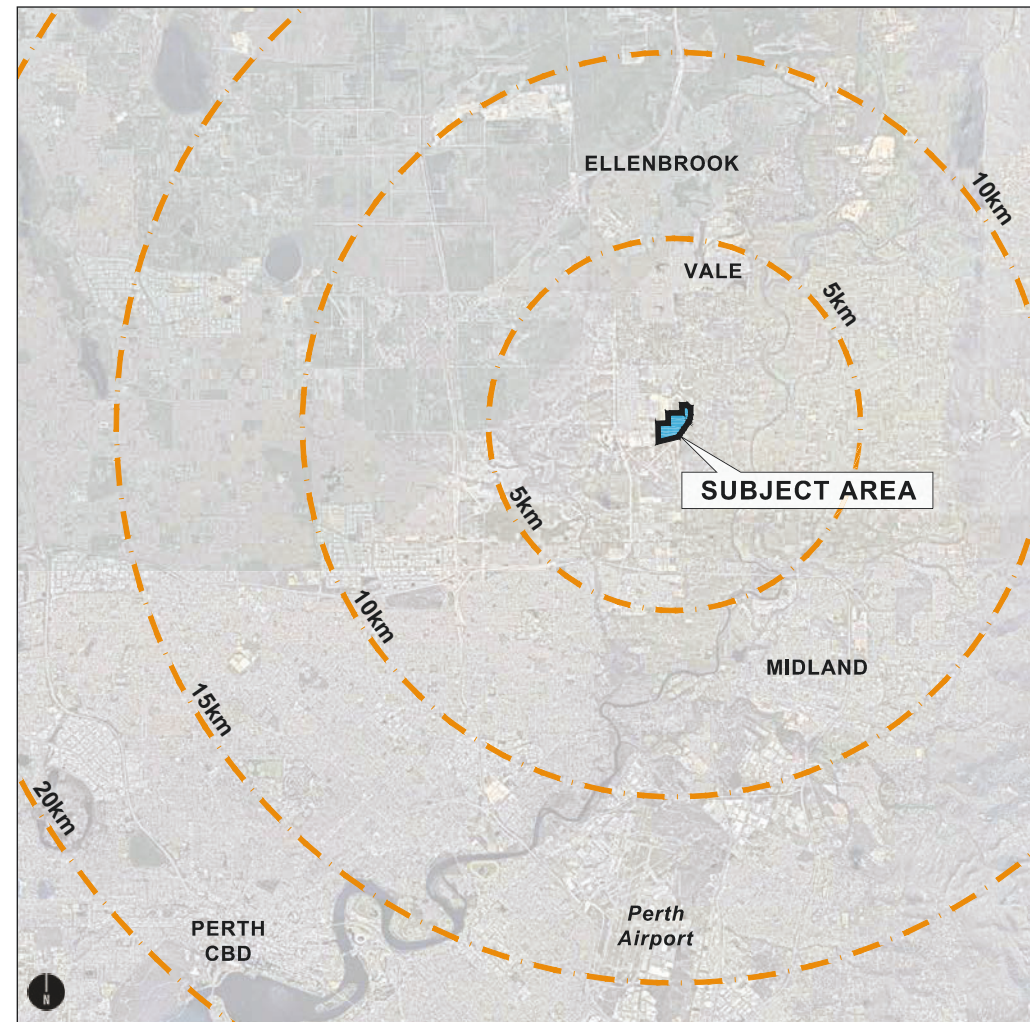 ELLENBROOK
10km
VALE
5km
SUBJECT AREA
5km
10km
MIDLAND
15km
20km
PERTH
CBD
Perth
Airport
N